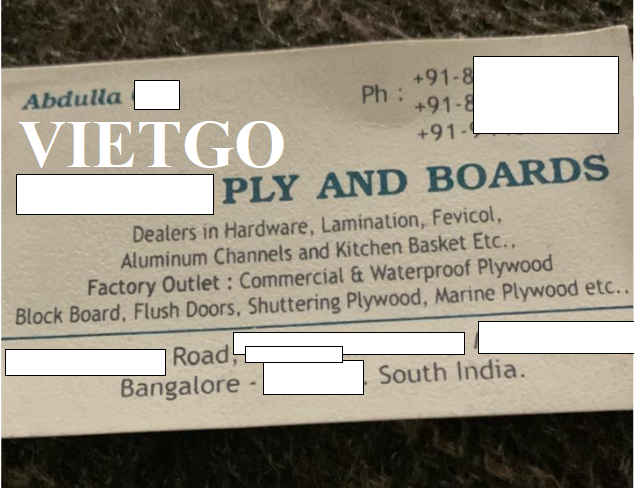 Abdulla
Ph : +91-8
+91-8
+91-9
VIETGO
PLY AND BOARDS
Dealers in Hardware, Lamination, Fevicol,
Aluminum Channels and Kitchen Basket Etc.,
Factory Outlet : Commercial & Waterproof Plywood
Block Board, Flush Doors, Shuttering Plywood, Marine Plywood etc..
Road,
Bangalore - . South India.